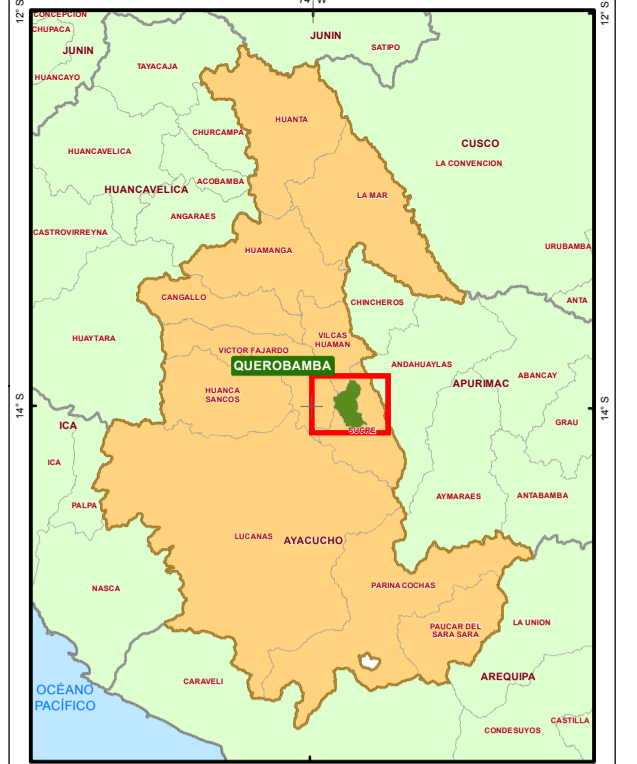 74° W
12° S
12° S
CONCEPCION
CHUPACA
JUNIN
JUNIN
SATIPO
HUANCAYO
TAYACAJA
HUANTA
CHURCAMPA
CUSCO
LA CONVENCION
HUANCAVELICA
ACOBAMBA
HUANCAVELICA
LA MAR
ANGARAES
CASTROVIRREYNA
URUBAMBA
HUAMANGA
CANGALLO
CHINCHEROS
ANTA
HUAYTARA
VILCAS
HUAMAN
VICTOR FAJARDO
QUEROBAMBA
ANDAHUAYLAS
ABANCAY
APURIMAC
HUANCA
SANCOS
14° S
14° S
ICA
SUCRE
GRAU
ICA
PALPA
AYMARAES
ANTABAMBA
LUCANAS
AYACUCHO
NASCA
PARINACOCHAS
PAUCAR DEL
SARA SARA
LA UNION
CARAVELI
AREQUIPA
OCÉANO
PACÍFICO
CASTILLA
CONDESUYOS